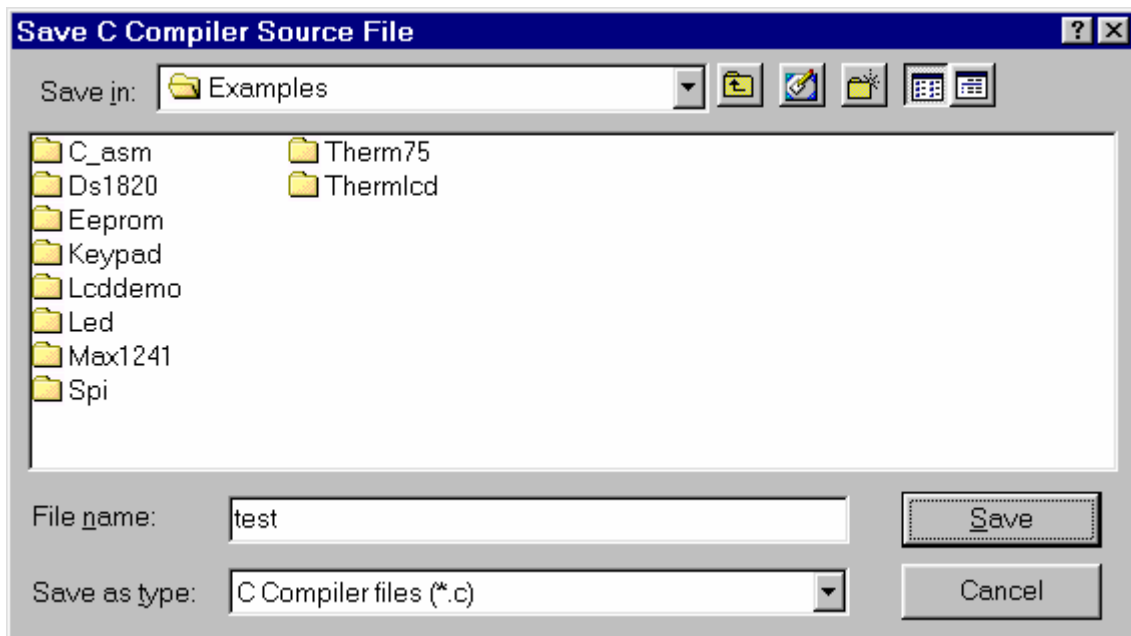 Save C Compiler Source File
Save in: Examples
C_asm Therm75
Ds1820 Thermlcd
Eeprom
Keypad
Lcddemo
Led
Max1241
Spi
File name: test Save
Save as type: C Compiler files (*.c) Cancel